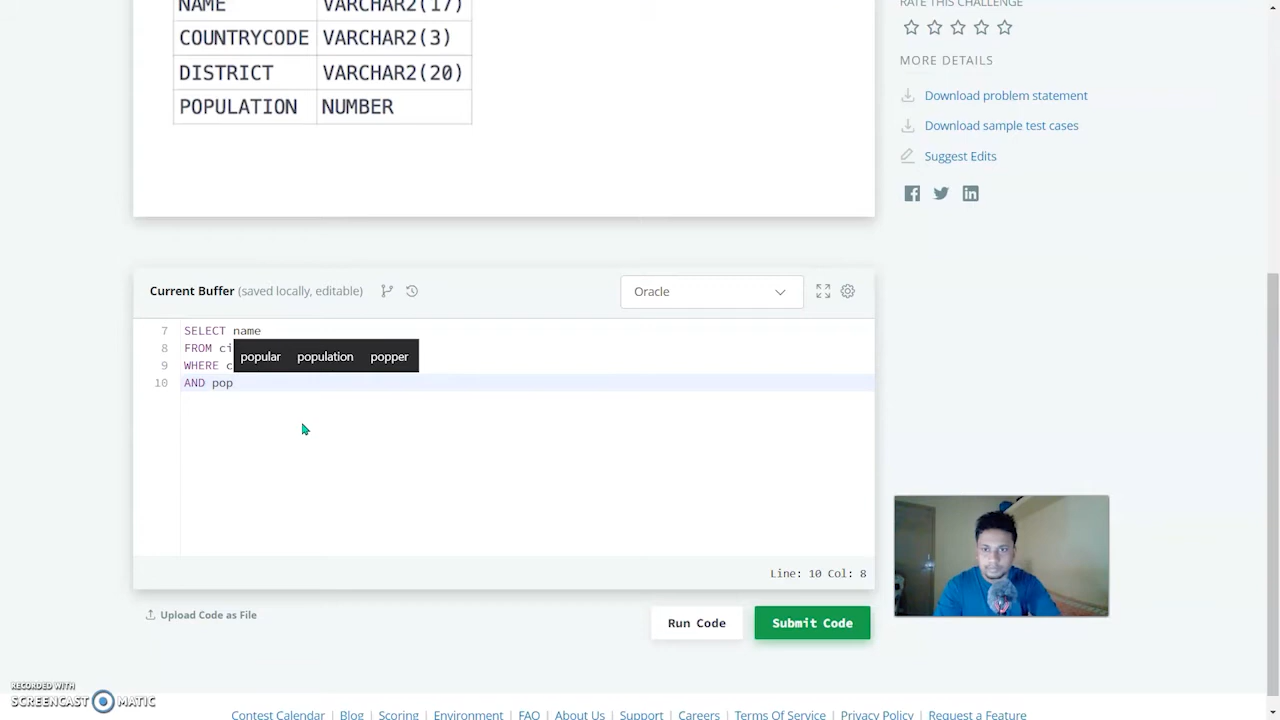 NAME VARCHAR2(17)
COUNTRYCODE VARCHAR2(3)
DISTRICT VARCHAR2(20)
POPULATION NUMBER
RATE THIS CHALLENGE
MORE DETAILS
Download problem statement
Download sample test cases
Suggest Edits
Current Buffer (saved locally, editable)
Oracle
7 SELECT name
8 FROM ci
popular population popper
9 WHERE c
10 AND pop
Line: 10 Col: 8
Upload Code as File
Run Code
Submit Code
RECORDED WITH
SCREENCAST MATIC
Contest Calendar | Blog | Scoring | Environment | FAQ | About Us | Support | Careers | Terms Of Service | Privacy Policy | Request a Feature